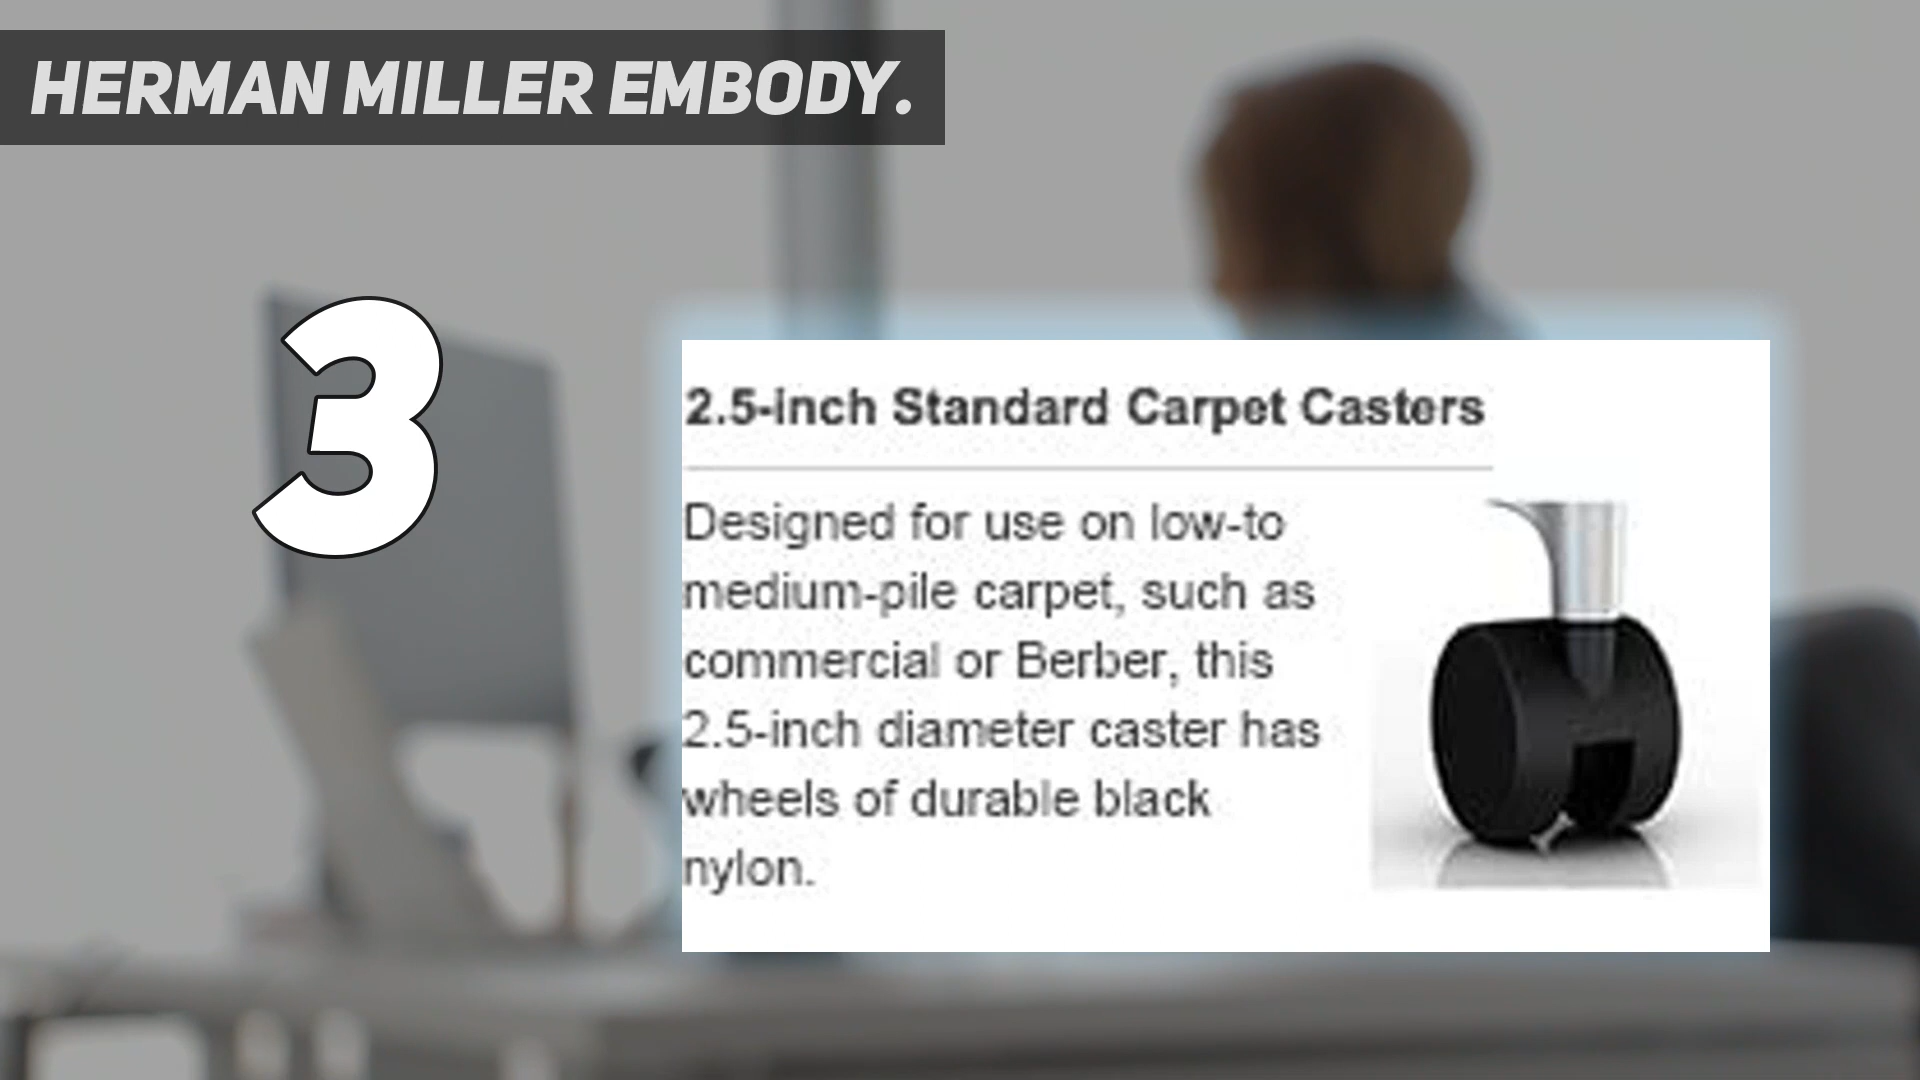 HERMAN MILLER EMBODY.
3
2.5-inch Standard Carpet Casters
Designed for use on low-to
medium-pile carpet, such as
commercial or Berber, this
2.5-inch diameter caster has
wheels of durable black
nylon.